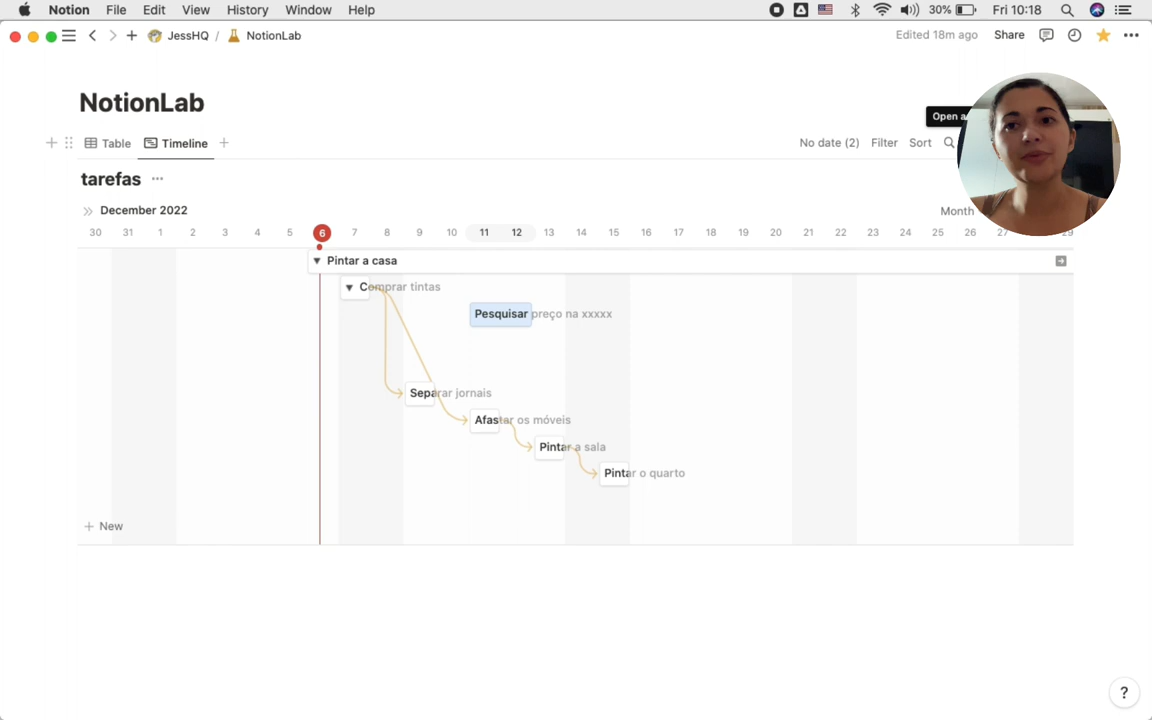 Notion File Edit View History Window Help 30% Fri 10:18
JessHQ / NotionLab Edited 18m ago Share
NotionLab
Open a
Table Timeline No date (2) Filter Sort
tarefas
December 2022 Month
30 31 1 2 3 4 5 6 7 8 9 10 11 12 13 14 15 16 17 18 19 20 21 22 23 24 25 26 27 29
Pintar a casa
Comprar tintas
Pesquisar preço na xxxxx
Separar jornais
Afastar os móveis
Pintar a sala
Pintar o quarto
New
?